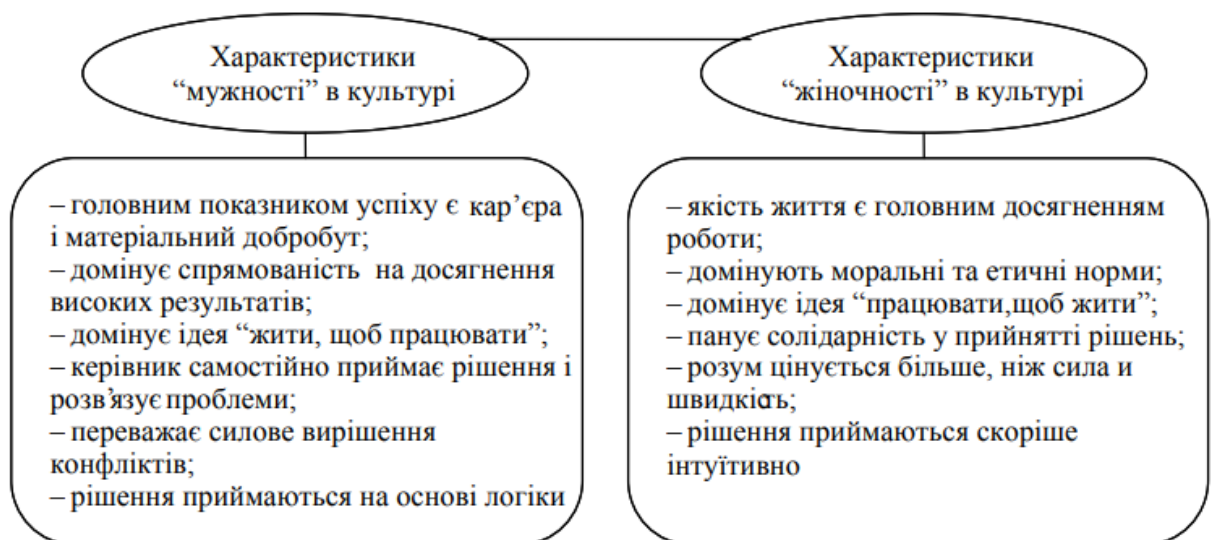 Характеристики
“мужності” в культурі
Характеристики
“жіночності” в культурі
– головним показником успіху є кар’єра
і матеріальний добробут;
– домінує спрямованість на досягнення
високих результатів;
– домінує ідея “жити, щоб працювати”;
– керівник самостійно приймає рішення і
розв’язує проблеми;
– переважає силове вирішення
конфліктів;
– рішення приймаються на основі логіки
– якість життя є головним досягненням
роботи;
– домінують моральні та етичні норми;
– домінує ідея “працювати,щоб жити”;
– панує солідарність у прийнятті рішень;
– розум цінується більше, ніж сила и
швидкість;
– рішення приймаються скоріше
інтуїтивно